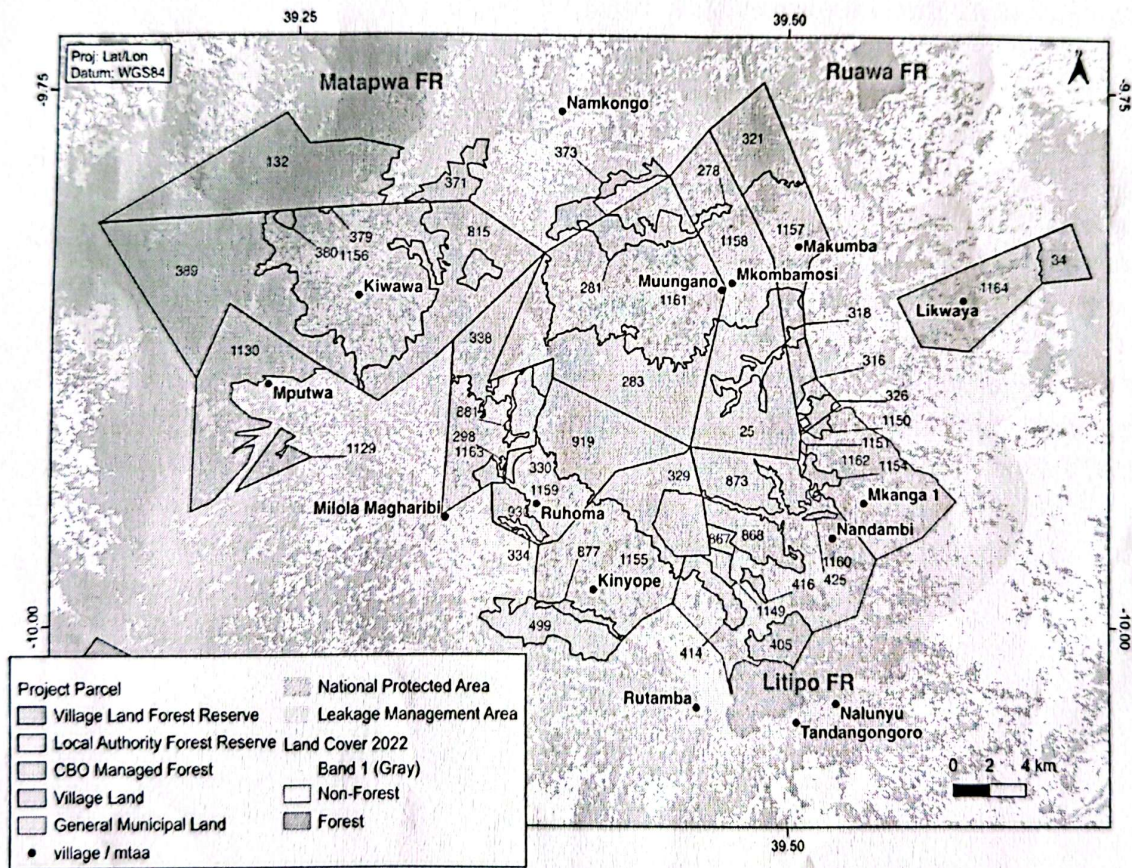 39.25
39.50
Proj: Lat/Lon
Datum: WGS84
Matapwa FR
Ruawa FR
-9.75
-9.75
Namkongo
373
321
132
278
371
1157
379
815
1158
Makumba
380
1156
34
389
281
Muungano
Mkombamosi
1164
Kiwawa
1161
Likwaya
318
1130
338
316
283
Mputwa
326
881
1150
25
298
919
1151
1129
1163
1162
1154
330
329
873
1159
Mkanga 1
Milola Magharibi
Ruhoma
Nandambi
868
867
334
877
1155
1160
416
425
Kinyope
1149
499
405
-10.00
-10.00
414
Litipo FR
Rutamba
Nalunyu
Tandangongoro
Project Parcel
Village Land Forest Reserve
Local Authority Forest Reserve
CBO Managed Forest
Village Land
General Municipal Land
village / mtaa
National Protected Area
Leakage Management Area
Land Cover 2022
Band 1 (Gray)
Non-Forest
Forest
0 2 4 km
39.50